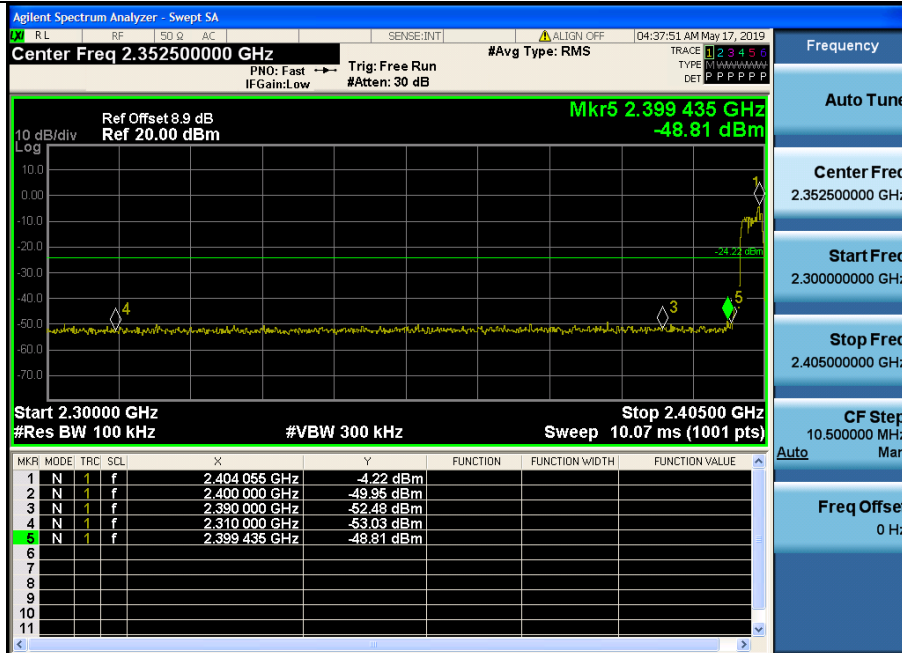 Agilent Spectrum Analyzer - Swept SA
LXI RL RF 50 Ω AC SENSE:INT ALIGN OFF 04:37:51 AM May 17, 2019
Center Freq 2.352500000 GHz
PNO: Fast
IFGain:Low
Trig: Free Run
#Atten: 30 dB
#Avg Type: RMS
TRACE 1 2 3 4 5 6
TYPE M W W W W W
DET P P P P P P
Mkr5 2.399 435 GHz
-48.81 dBm
Ref Offset 8.9 dB
10 dB/div Ref 20.00 dBm
Log
10.0
0.00
-10.0
-20.0
-30.0
-40.0
-50.0
-60.0
-70.0
1
-24.22 dBm
4
3
5
Start 2.30000 GHz Stop 2.40500 GHz
#Res BW 100 kHz #VBW 300 kHz Sweep 10.07 ms (1001 pts)
MKR MODE TRC SCL X Y FUNCTION FUNCTION WIDTH FUNCTION VALUE
1 N 1 f 2.404 055 GHz -4.22 dBm
2 N 1 f 2.400 000 GHz -49.95 dBm
3 N 1 f 2.390 000 GHz -52.48 dBm
4 N 1 f 2.310 000 GHz -53.03 dBm
5 N 1 f 2.399 435 GHz -48.81 dBm
6
7
8
9
10
11
Frequency
Auto Tune
Center Freq
2.352500000 GHz
Start Freq
2.300000000 GHz
Stop Freq
2.405000000 GHz
CF Step
10.500000 MHz
Auto Man
Freq Offset
0 Hz